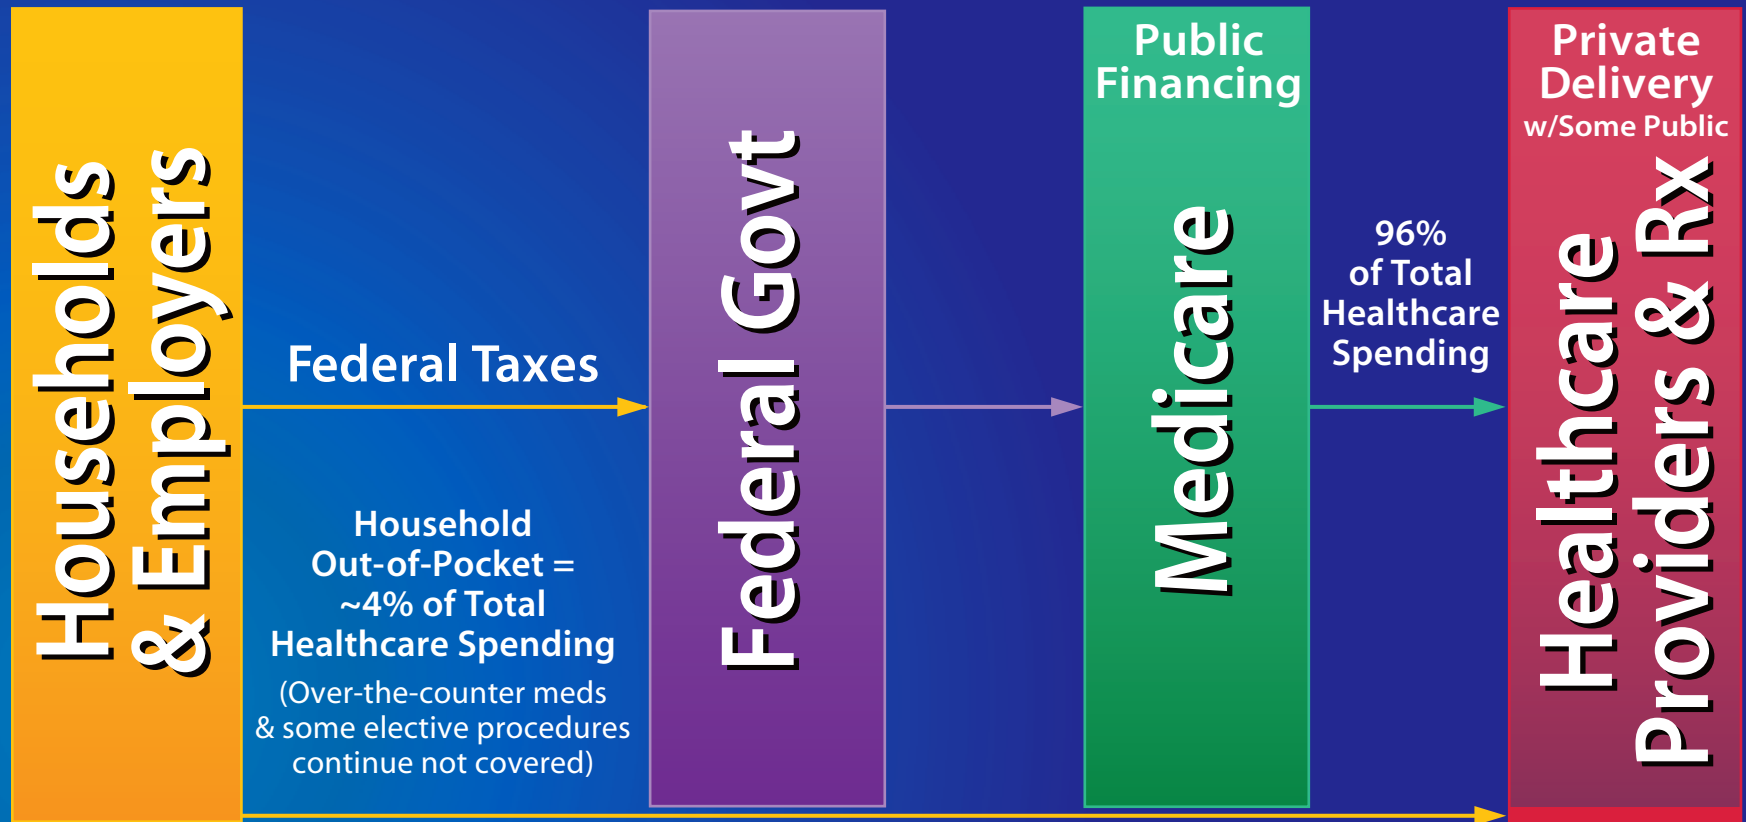 Households
& Employers
Federal Taxes
Household
Out-of-Pocket =
~4% of Total
Healthcare Spending
(Over-the-counter meds
& some elective procedures
continue not covered)
Federal Govt
Public
Financing
Medicare
96%
of Total
Healthcare
Spending
Private
Delivery
w/Some Public
Healthcare
Providers & Rx